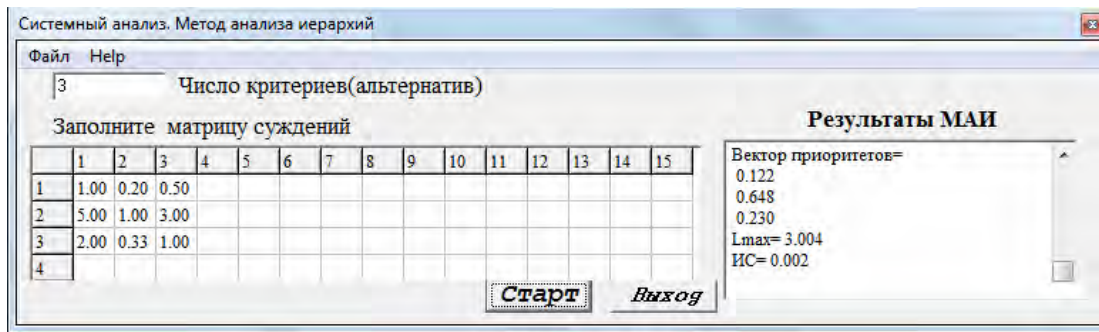 Системный анализ. Метод анализа иерархий
Файл Help
3 Число критериев(альтернатив)
Заполните матрицу суждений
1 2 3 4 5 6 7 8 9 10 11 12 13 14 15
1 1.00 0.20 0.50
2 5.00 1.00 3.00
3 2.00 0.33 1.00
4
Старт Выход
Результаты МАИ
Вектор приоритетов=
0.122
0.648
0.230
Lmax= 3.004
ИС= 0.002